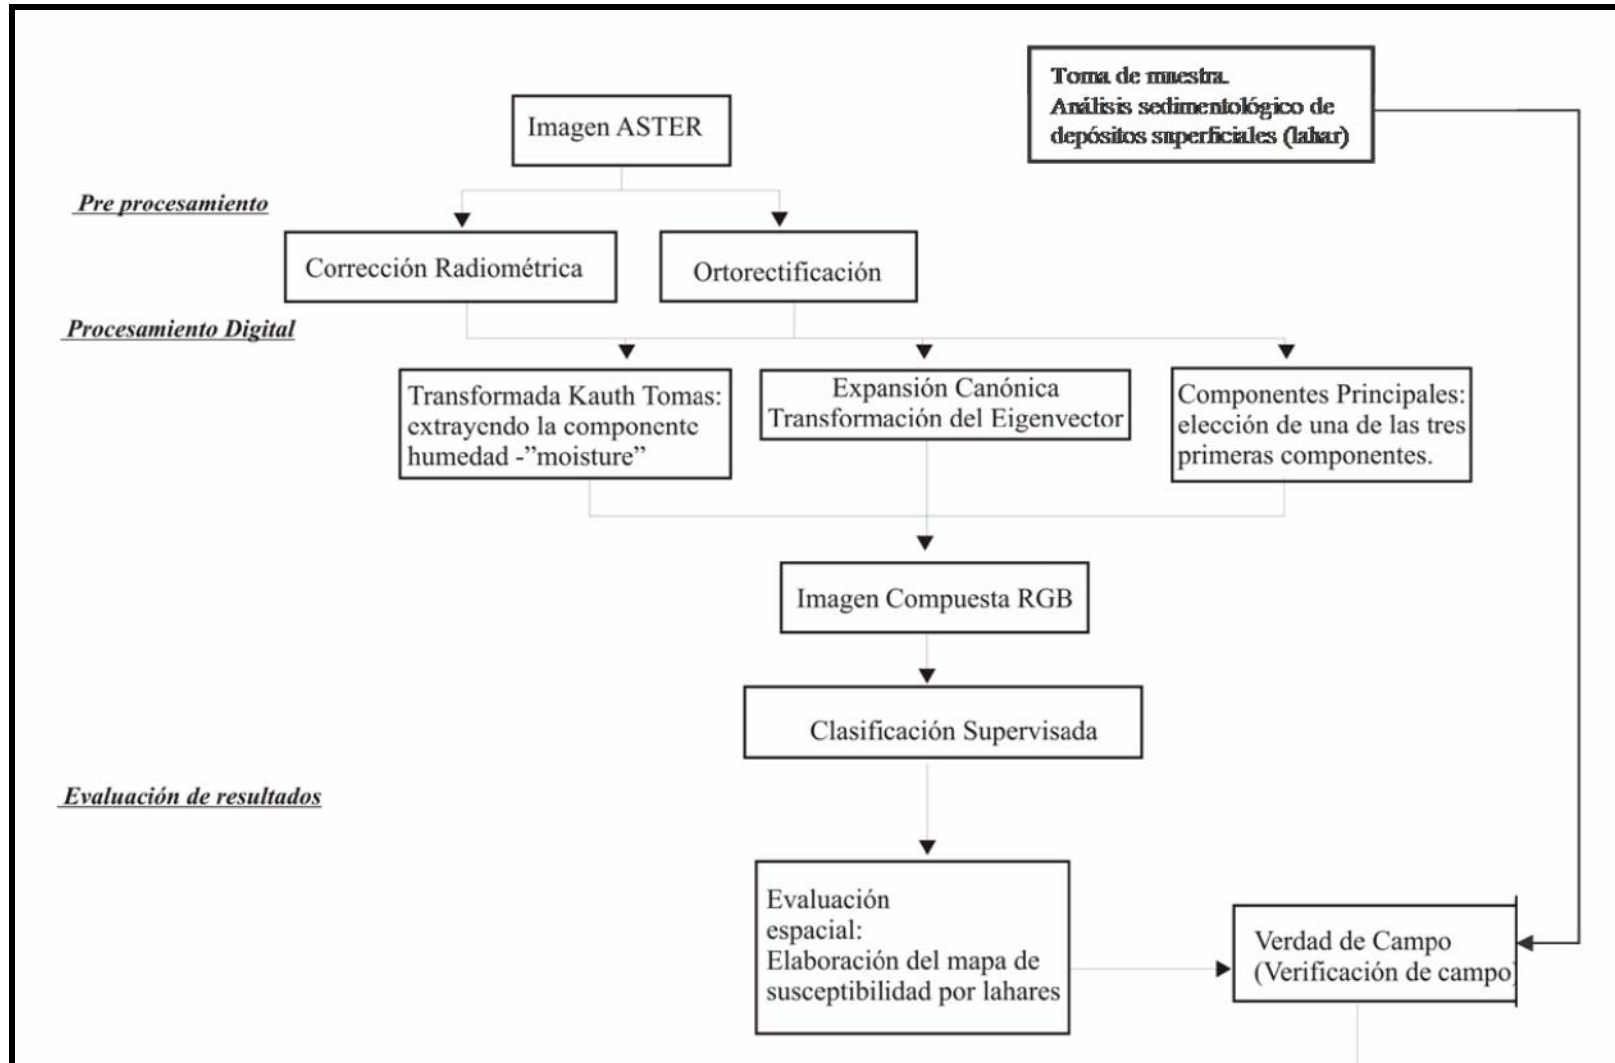 Toma de muestra.
Análisis sedimentológico de
depósitos superficiales (lahar)
Imagen ASTER
Pre procesamiento
Corrección Radiométrica
Ortorectificación
Procesamiento Digital
Transformada Kauth Tomas:
extrayendo la componente
humedad -”moisture”
Expansión Canónica
Transformación del Eigenvector
Componentes Principales:
elección de una de las tres
primeras componentes.
Imagen Compuesta RGB
Clasificación Supervisada
Evaluación de resultados
Evaluación
espacial:
Elaboración del mapa de
susceptibilidad por lahares
Verdad de Campo
(Verificación de campo)